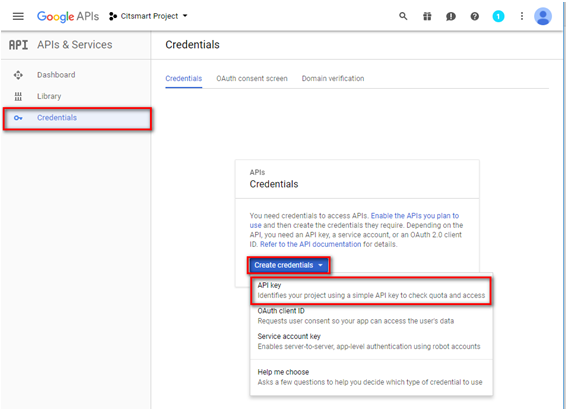 Google APIs Citsmart Project 1
API APIs & Services
Credentials
Dashboard
Library
Credentials
Credentials OAuth consent screen Domain verification
APIs
Credentials
You need credentials to access APIs. Enable the APIs you plan to
use and then create the credentials they require. Depending on the
API, you need an API key, a service account, or an OAuth 2.0 client
ID. Refer to the API documentation for details.
Create credentials
API key
Identifies your project using a simple API key to check quota and access
OAuth client ID
Requests user consent so your app can access the user's data
Service account key
Enables server-to-server, app-level authentication using robot accounts
Help me choose
Asks a few questions to help you decide which type of credential to use